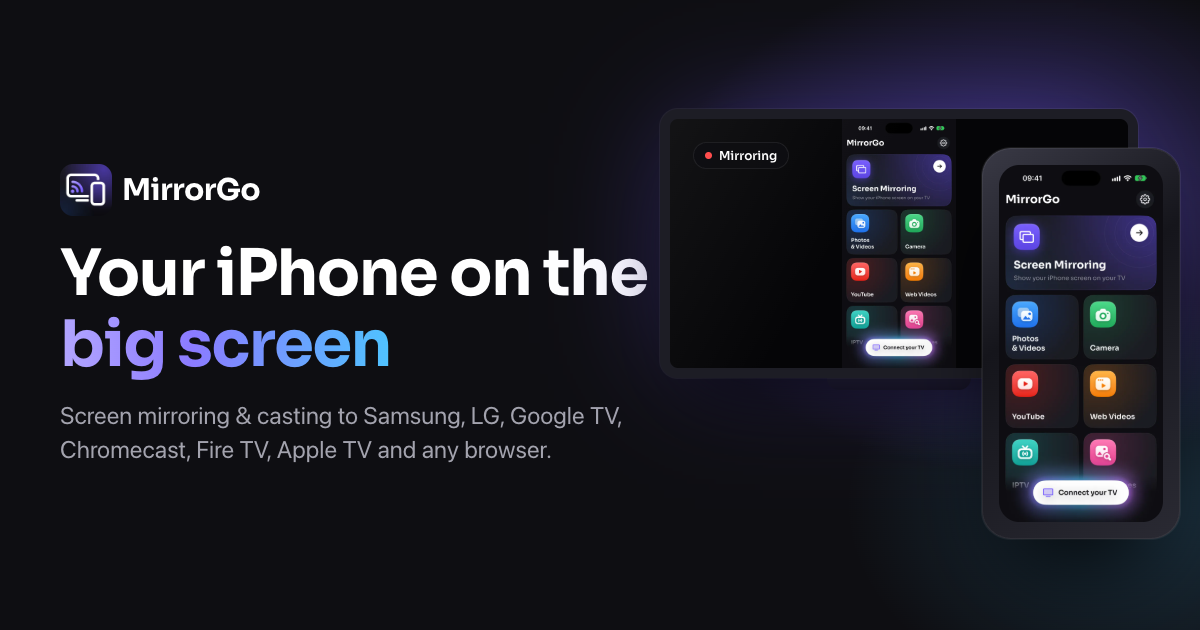 MirrorGo
Your iPhone on the
big screen
Screen mirroring & casting to Samsung, LG, Google TV,
Chromecast, Fire TV, Apple TV and any browser.
Mirroring
09:41
MirrorGo
Screen Mirroring
Show your iPhone screen on your TV
Photos
& Videos
Camera
YouTube
Web Videos
IPTV
Connect your TV
09:41
MirrorGo
Screen Mirroring
Show your iPhone screen on your TV
Photos
& Videos
Camera
YouTube
Web Videos
IPTV
Connect your TV